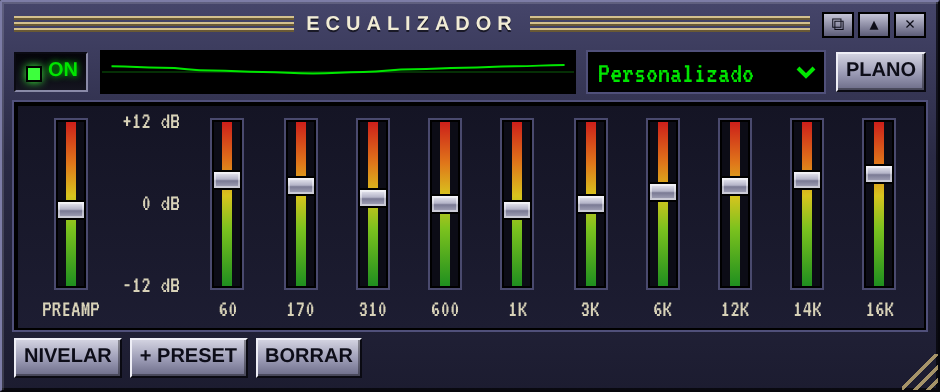 ECUALIZADOR
ON
Personalizado
PLANO
+12 dB
0 dB
-12 dB
PREAMP 60 170 310 600 1K 3K 6K 12K 14K 16K
NIVELAR + PRESET BORRAR